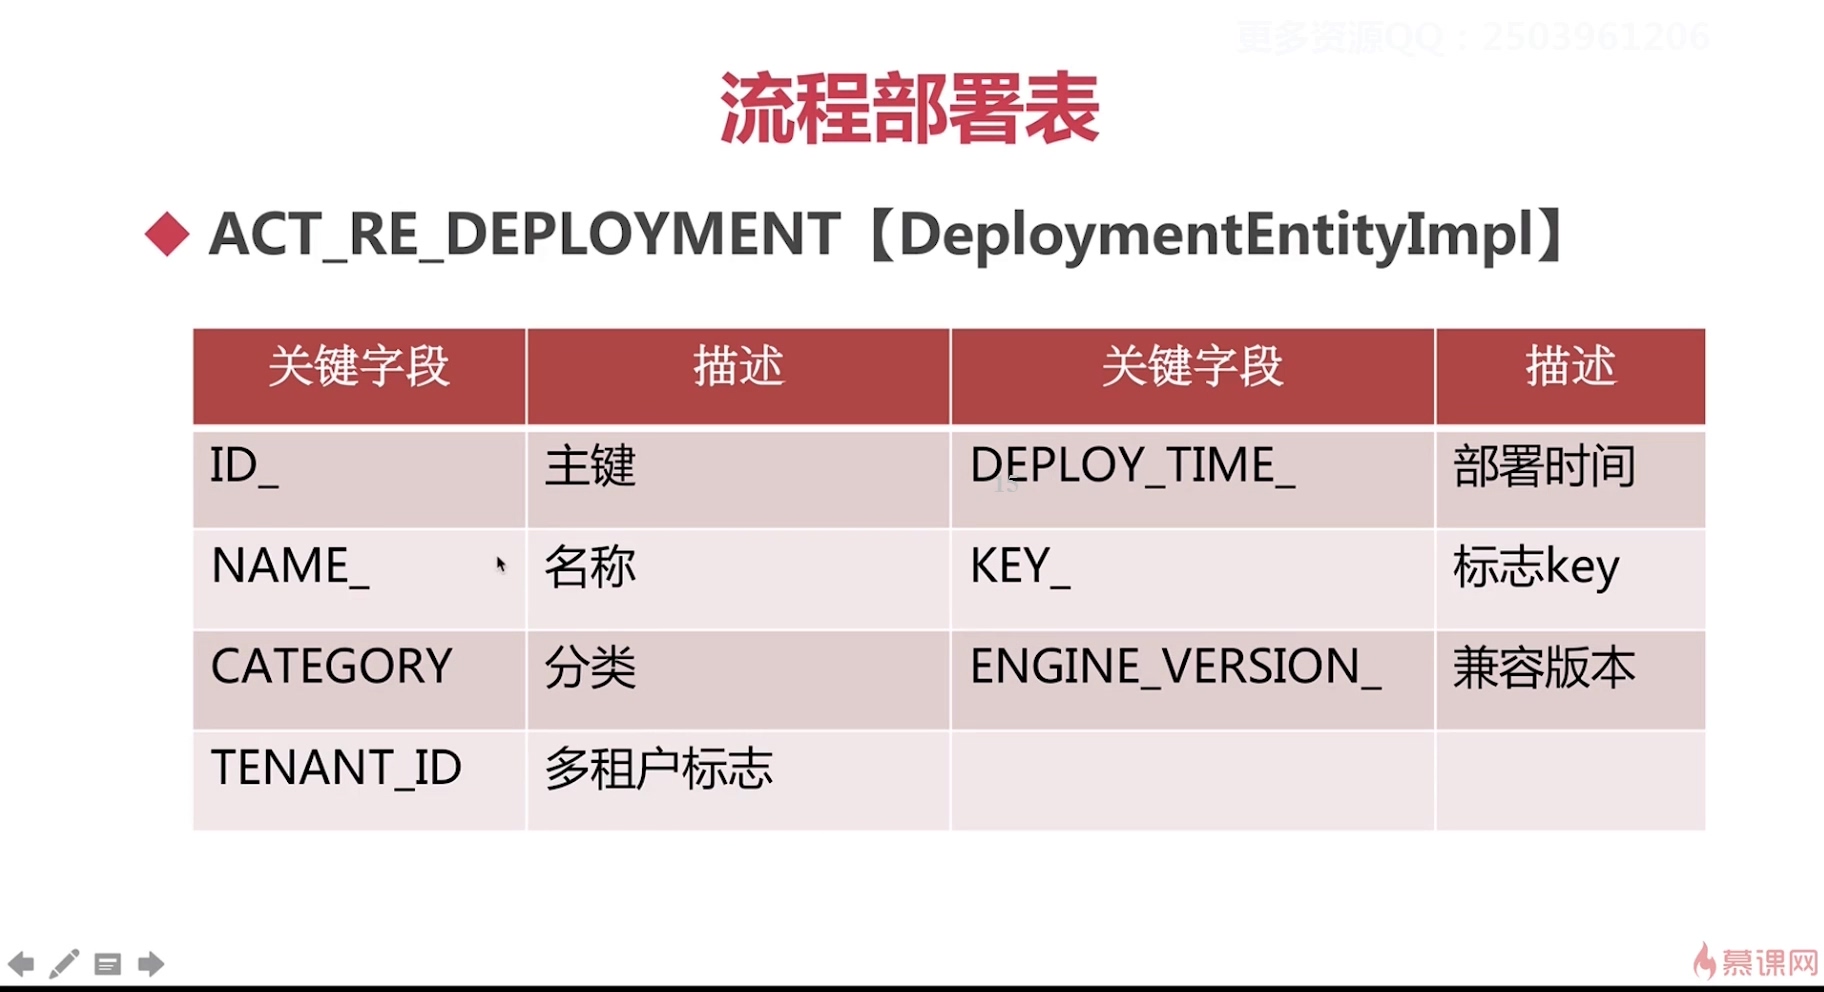 更多资源QQ：2503961206
流程部署表
ACT_RE_DEPLOYMENT【DeploymentEntityImpl】
关键字段 描述 关键字段 描述
ID_ 主键 DEPLOY_TIME_ 部署时间
15
NAME_ 名称 KEY_ 标志key
CATEGORY 分类 ENGINE_VERSION_ 兼容版本
TENANT_ID 多租户标志
慕课网